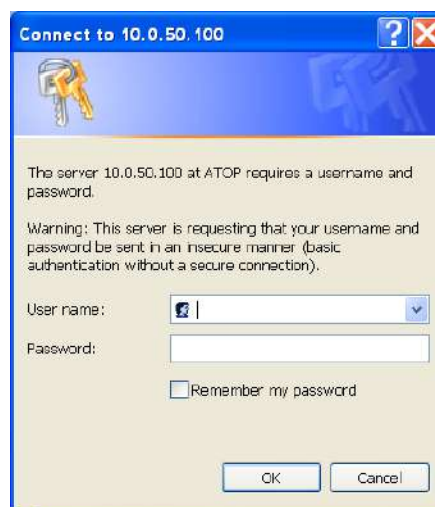 Connect to 10.0.50.100
The server 10.0.50.100 at ATOP requires a username and
password.
Warning: This server is requesting that your username and
password be sent in an insecure manner (basic
authentication without a secure connection).
User name:
Password:
Remember my password
OK
Cancel